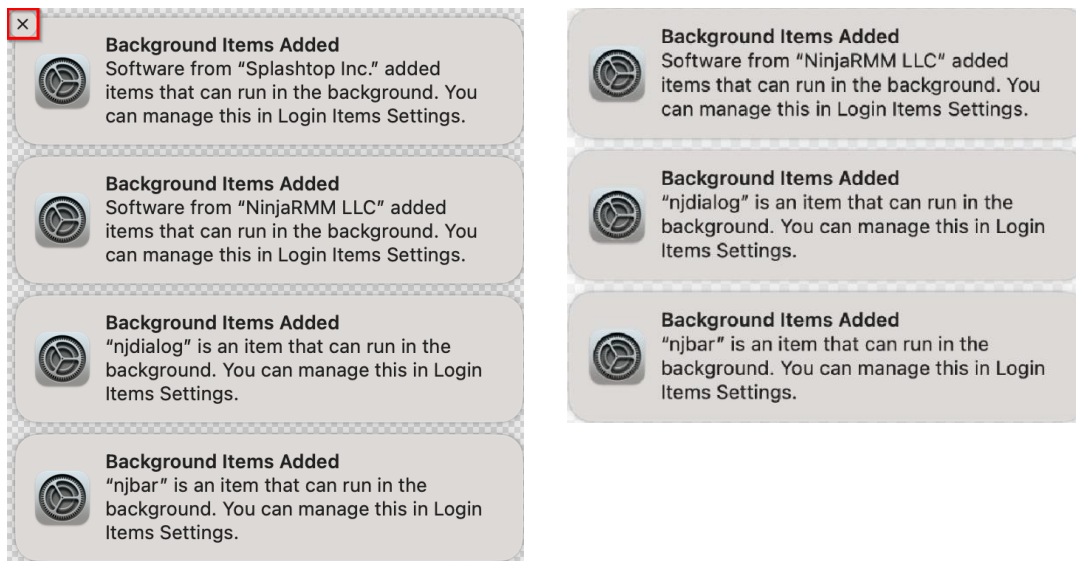 Background Items Added
Software from “Splashtop Inc.” added
items that can run in the background. You
can manage this in Login Items Settings.
Background Items Added
Software from “NinjaRMM LLC” added
items that can run in the background. You
can manage this in Login Items Settings.
Background Items Added
“njdialog” is an item that can run in the
background. You can manage this in Login
Items Settings.
Background Items Added
“njbar” is an item that can run in the
background. You can manage this in Login
Items Settings.
Background Items Added
Software from “NinjaRMM LLC” added
items that can run in the background. You
can manage this in Login Items Settings.
Background Items Added
“njdialog” is an item that can run in the
background. You can manage this in Login
Items Settings.
Background Items Added
“njbar” is an item that can run in the
background. You can manage this in Login
Items Settings.